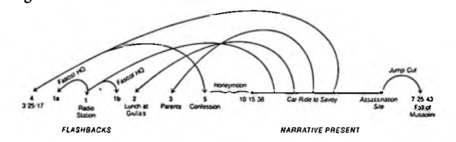 Fascist HQ
Fascist HQ
Honeymoon
Jump Cut
4
3·25·17
1a
1
Radio
Station
1b
2
Lunch at
Gula's
3
Parents
5
Confession
10 15 38
Car Ride to Savoy
Assassination
Site
7 25 43
Fall of
Mussolini
FLASHBACKS
NARRATIVE PRESENT